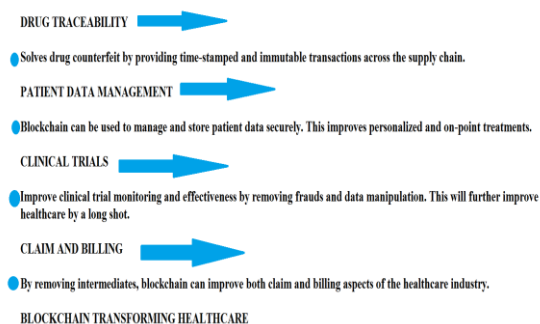 DRUG TRACEABILITY
Solves drug counterfeit by providing time-stamped and immutable transactions across the supply chain.
PATIENT DATA MANAGEMENT
Blockchain can be used to manage and store patient data securely. This improves personalized and on-point treatments.
CLINICAL TRIALS
Improve clinical trial monitoring and effectiveness by removing frauds and data manipulation. This will further improve
healthcare by a long shot.
CLAIM AND BILLING
By removing intermediates, blockchain can improve both claim and billing aspects of the healthcare industry.
BLOCKCHAIN TRANSFORMING HEALTHCARE